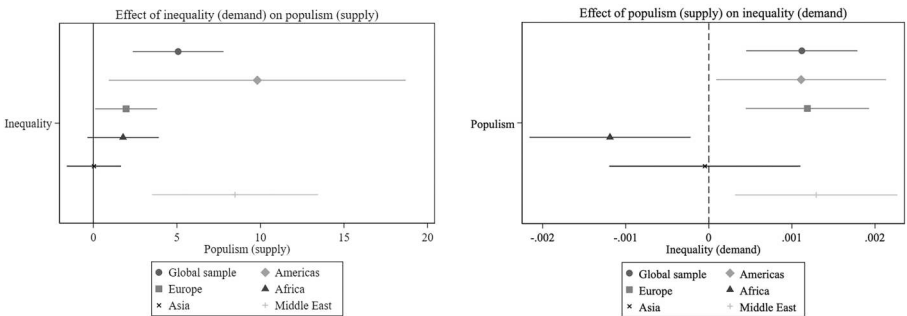 Effect of inequality (demand) on populism (supply)
Inequality
0 5 10 15 20
Populism (supply)
Global sample Americas
Europe Africa
Asia Middle East
Effect of populism (supply) on inequality (demand)
Populism
-.002 -.001 0 .001 .002
Inequality (demand)
Global sample Americas
Europe Africa
Asia Middle East